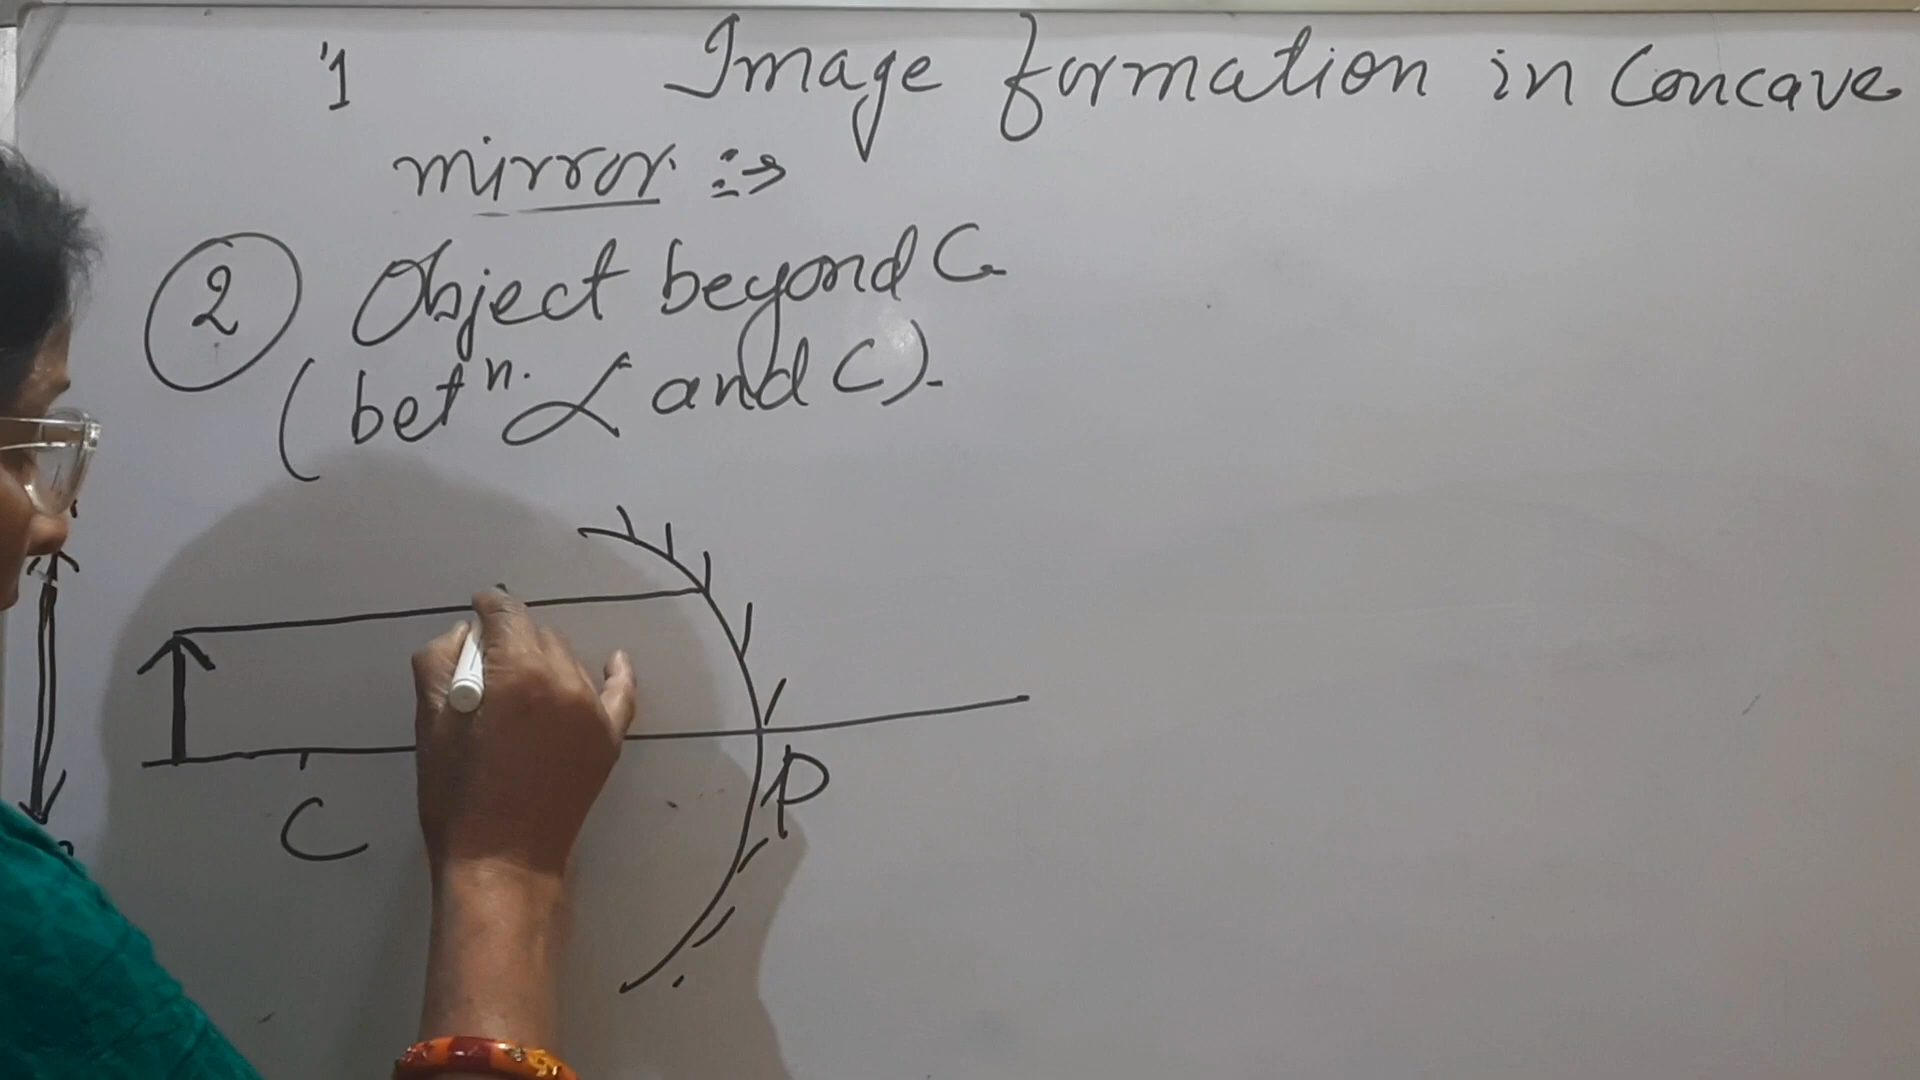 1 Image formation in Concave
mirror :→
2 Object beyond C
(betⁿ. ∝ and C).
C
P